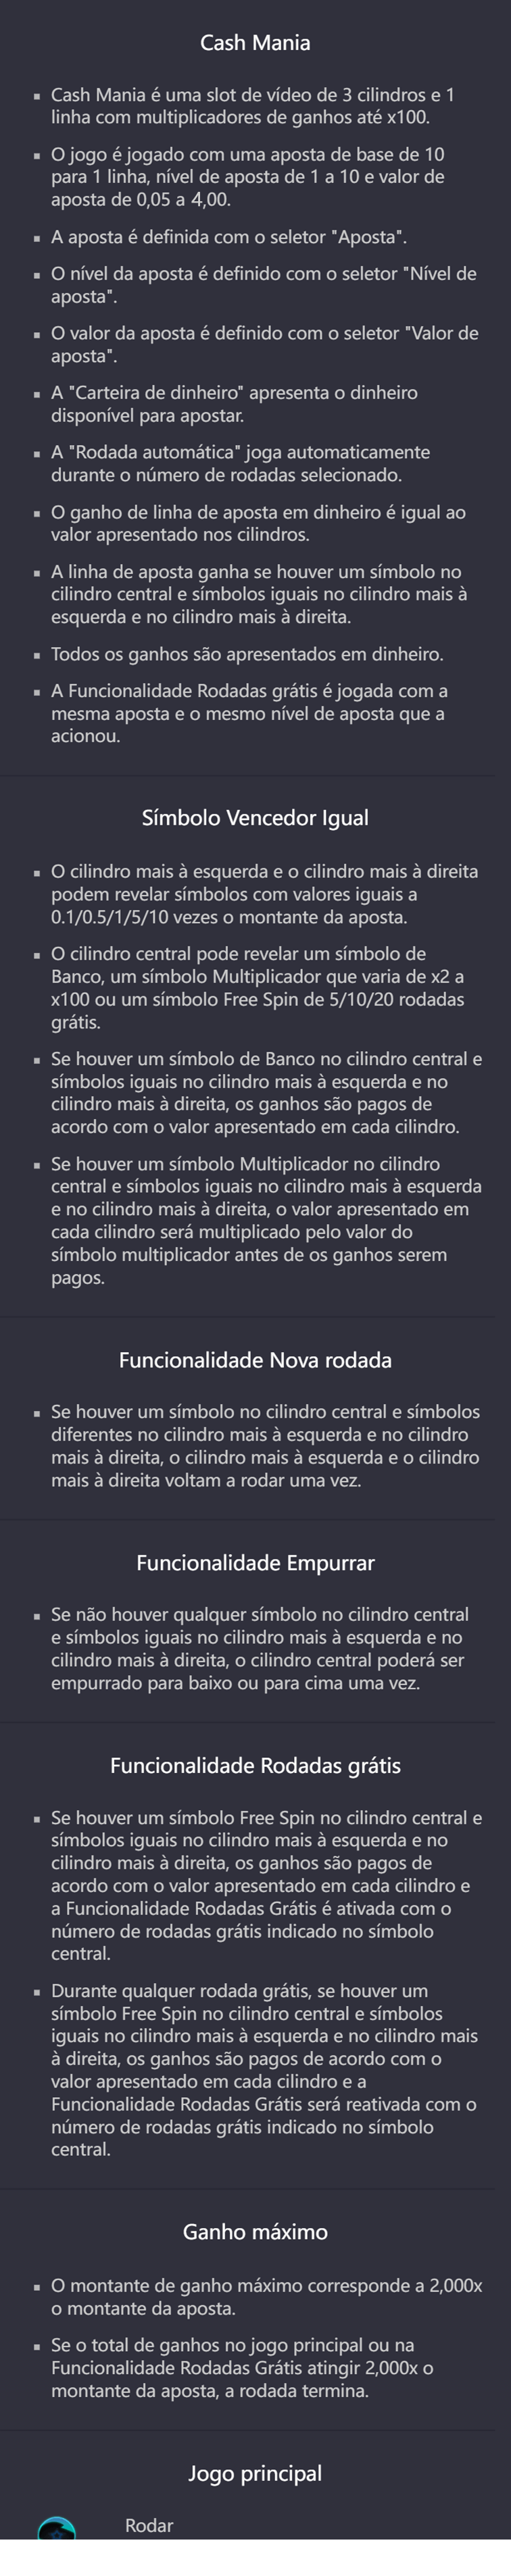 Cash Mania
▪ Cash Mania é uma slot de vídeo de 3 cilindros e 1
linha com multiplicadores de ganhos até x100.
▪ O jogo é jogado com uma aposta de base de 10
para 1 linha, nível de aposta de 1 a 10 e valor de
aposta de 0,05 a 4,00.
▪ A aposta é definida com o seletor "Aposta".
▪ O nível da aposta é definido com o seletor "Nível de
aposta".
▪ O valor da aposta é definido com o seletor "Valor de
aposta".
▪ A "Carteira de dinheiro" apresenta o dinheiro
disponível para apostar.
▪ A "Rodada automática" joga automaticamente
durante o número de rodadas selecionado.
▪ O ganho de linha de aposta em dinheiro é igual ao
valor apresentado nos cilindros.
▪ A linha de aposta ganha se houver um símbolo no
cilindro central e símbolos iguais no cilindro mais à
esquerda e no cilindro mais à direita.
▪ Todos os ganhos são apresentados em dinheiro.
▪ A Funcionalidade Rodadas grátis é jogada com a
mesma aposta e o mesmo nível de aposta que a
acionou.
Símbolo Vencedor Igual
▪ O cilindro mais à esquerda e o cilindro mais à direita
podem revelar símbolos com valores iguais a
0.1/0.5/1/5/10 vezes o montante da aposta.
▪ O cilindro central pode revelar um símbolo de
Banco, um símbolo Multiplicador que varia de x2 a
x100 ou um símbolo Free Spin de 5/10/20 rodadas
grátis.
▪ Se houver um símbolo de Banco no cilindro central e
símbolos iguais no cilindro mais à esquerda e no
cilindro mais à direita, os ganhos são pagos de
acordo com o valor apresentado em cada cilindro.
▪ Se houver um símbolo Multiplicador no cilindro
central e símbolos iguais no cilindro mais à esquerda
e no cilindro mais à direita, o valor apresentado em
cada cilindro será multiplicado pelo valor do
símbolo multiplicador antes de os ganhos serem
pagos.
Funcionalidade Nova rodada
▪ Se houver um símbolo no cilindro central e símbolos
diferentes no cilindro mais à esquerda e no cilindro
mais à direita, o cilindro mais à esquerda e o cilindro
mais à direita voltam a rodar uma vez.
Funcionalidade Empurrar
▪ Se não houver qualquer símbolo no cilindro central
e símbolos iguais no cilindro mais à esquerda e no
cilindro mais à direita, o cilindro central poderá ser
empurrado para baixo ou para cima uma vez.
Funcionalidade Rodadas grátis
▪ Se houver um símbolo Free Spin no cilindro central e
símbolos iguais no cilindro mais à esquerda e no
cilindro mais à direita, os ganhos são pagos de
acordo com o valor apresentado em cada cilindro e
a Funcionalidade Rodadas Grátis é ativada com o
número de rodadas grátis indicado no símbolo
central.
▪ Durante qualquer rodada grátis, se houver um
símbolo Free Spin no cilindro central e símbolos
iguais no cilindro mais à esquerda e no cilindro mais
à direita, os ganhos são pagos de acordo com o
valor apresentado em cada cilindro e a
Funcionalidade Rodadas Grátis será reativada com o
número de rodadas grátis indicado no símbolo
central.
Ganho máximo
▪ O montante de ganho máximo corresponde a 2,000x
o montante da aposta.
▪ Se o total de ganhos no jogo principal ou na
Funcionalidade Rodadas Grátis atingir 2,000x o
montante da aposta, a rodada termina.
Jogo principal
Rodar